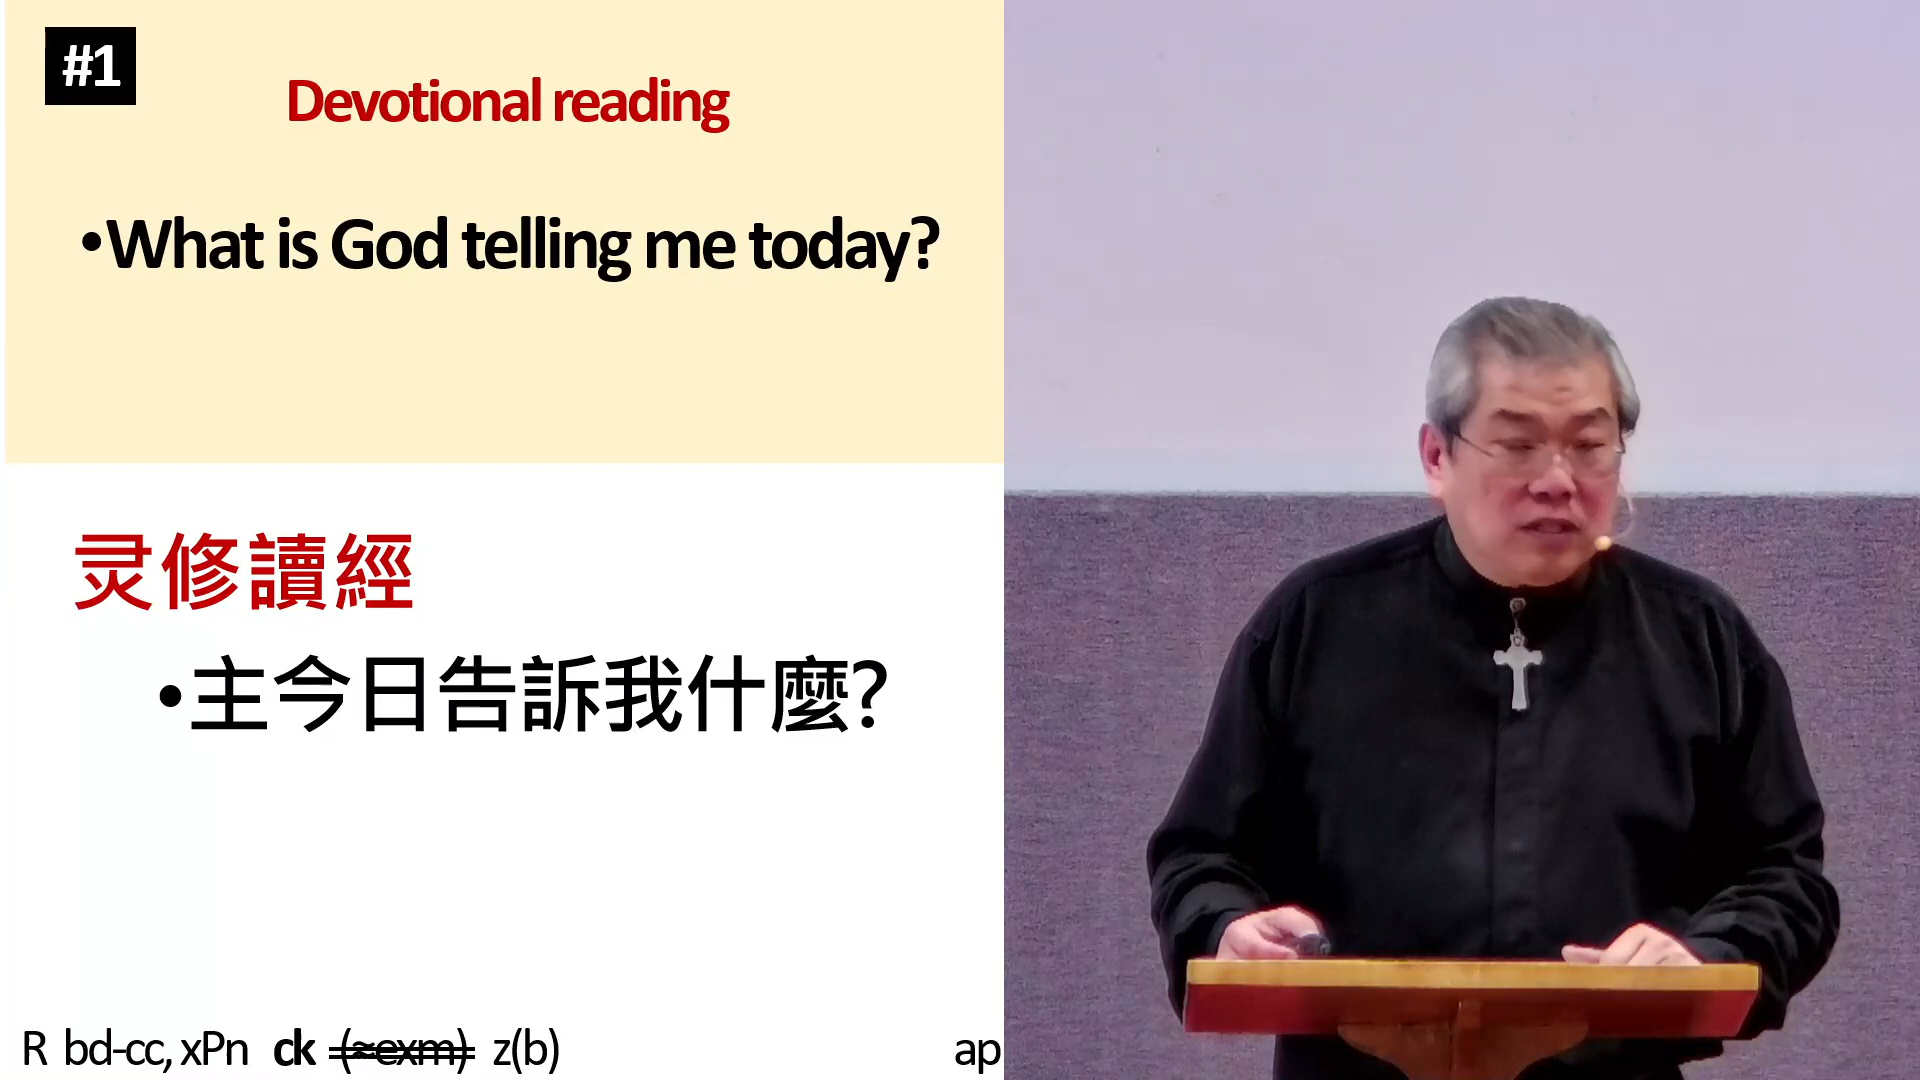 #1
Devotional reading
•What is God telling me today?
灵修讀經
•主今日告訴我什麼?
R bd-cc, xPn ck (≈exm) z(b) ap